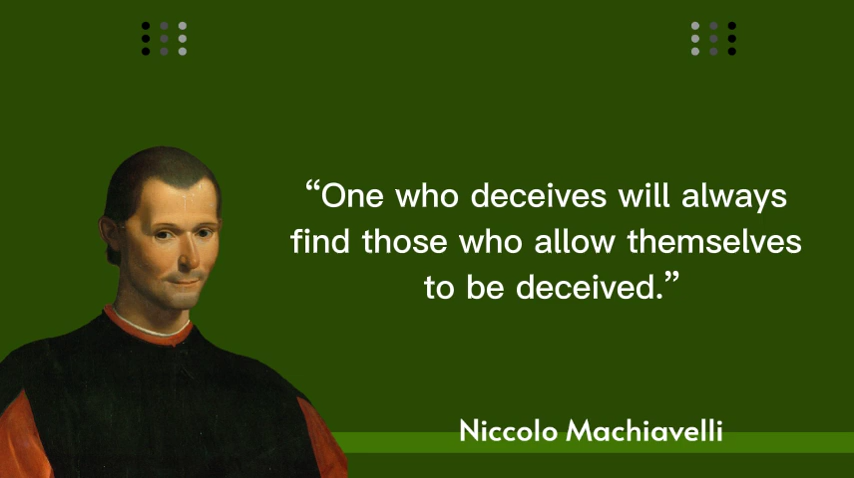 “One who deceives will always
find those who allow themselves
to be deceived.”
Niccolo Machiavelli